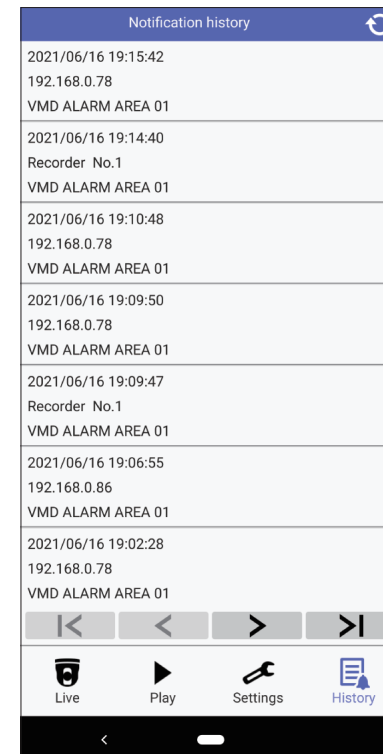 Notification history
2021/06/16 19:15:42
192.168.0.78
VMD ALARM AREA 01
2021/06/16 19:14:40
Recorder No.1
VMD ALARM AREA 01
2021/06/16 19:10:48
192.168.0.78
VMD ALARM AREA 01
2021/06/16 19:09:50
192.168.0.78
VMD ALARM AREA 01
2021/06/16 19:09:47
Recorder No.1
VMD ALARM AREA 01
2021/06/16 19:06:55
192.168.0.86
VMD ALARM AREA 01
2021/06/16 19:02:28
192.168.0.78
VMD ALARM AREA 01
Live Play Settings History